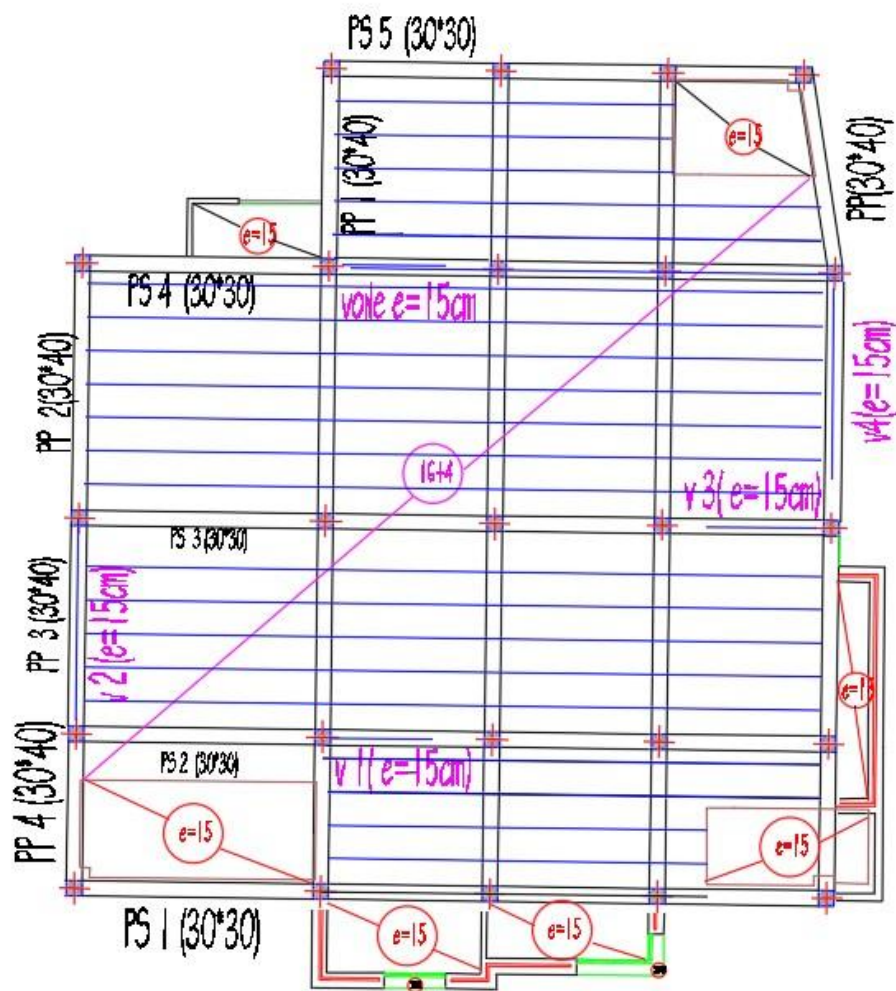 PS 5 (30*30)
e=15
PP 1 (30*40)
PP(30*40)
e=15
PS 4 (30*30)
voile e=15cm
PP 2(30*40)
v4(e=15cm)
16+4
v 3( e=15cm)
PS 3 (30*30)
PP 3 (30*40)
v 2 (e=15cm)
e=15
PS 2 (30*30)
v 1( e=15cm)
PP 4 (30*40)
e=15
e=15
PS 1 (30*30)
e=15
e=15